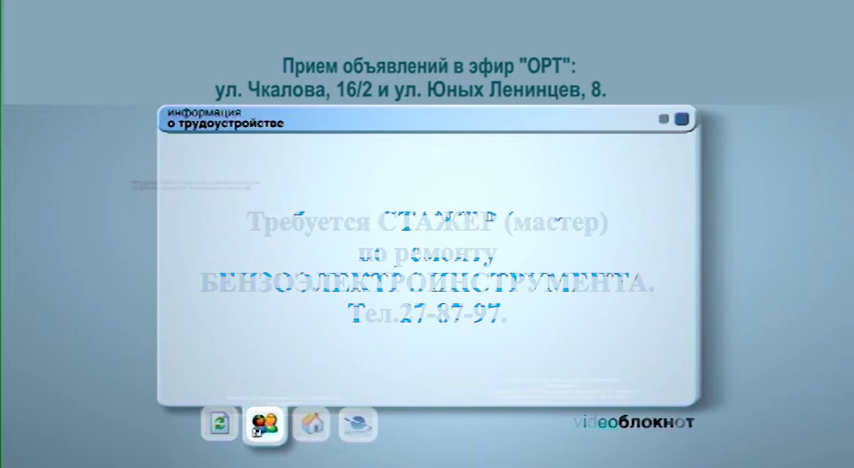 Прием объявлений в эфир "ОРТ":
ул. Чкалова, 16/2 и ул. Юных Ленинцев, 8.
информация
о трудоустройстве
Требуется СТАЖЕР (мастер)
по ремонту
БЕНЗОЭЛЕКТРОИНСТРУМЕНТА.
Тел.27-87-97.
videоблокнот